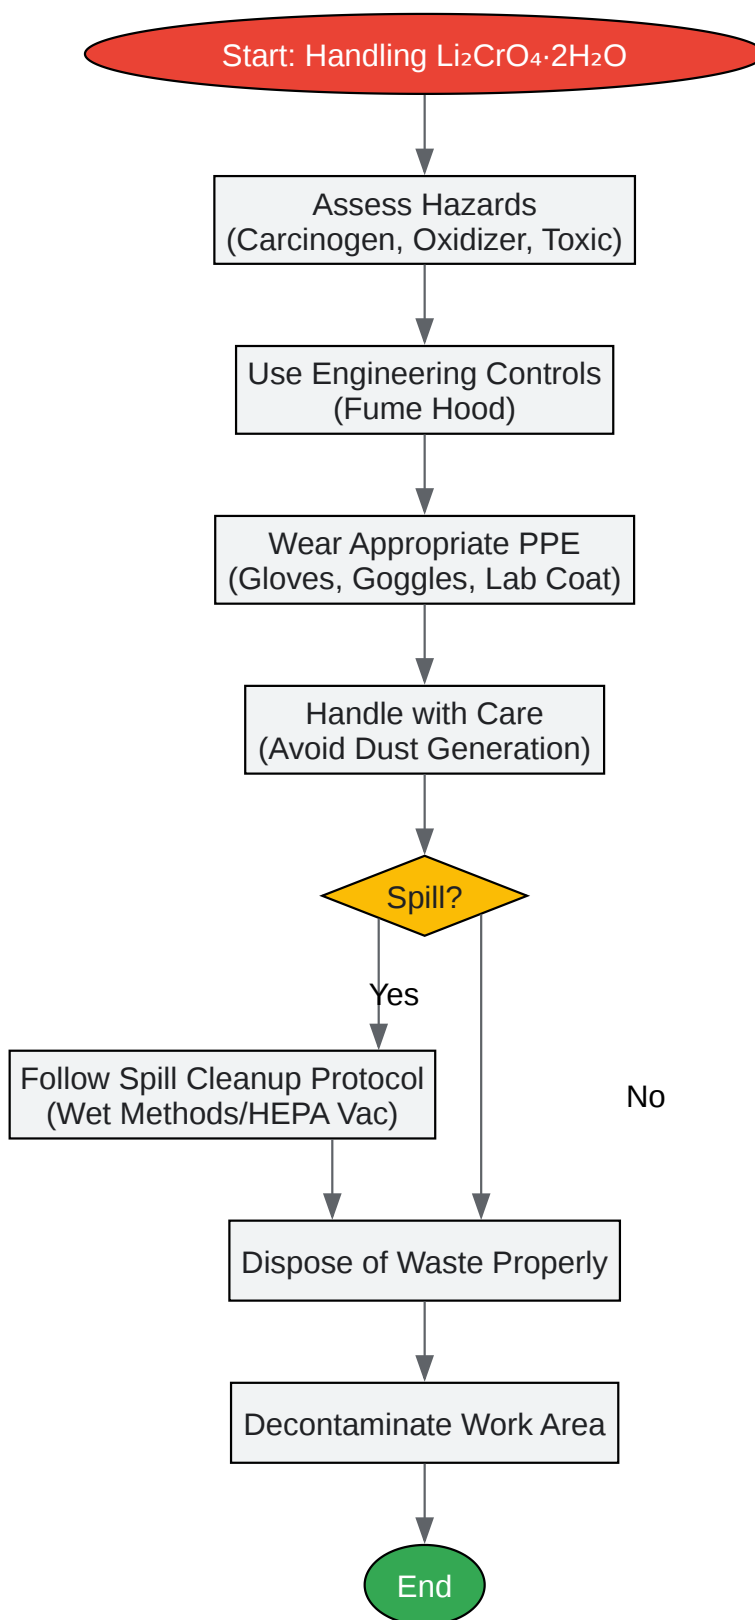 Start: Handling Li₂CrO₄·2H₂O
Assess Hazards
(Carcinogen, Oxidizer, Toxic)
Use Engineering Controls
(Fume Hood)
Wear Appropriate PPE
(Gloves, Goggles, Lab Coat)
Handle with Care
(Avoid Dust Generation)
Spill?
Yes
Follow Spill Cleanup Protocol
(Wet Methods/HEPA Vac)
No
Dispose of Waste Properly
Decontaminate Work Area
End